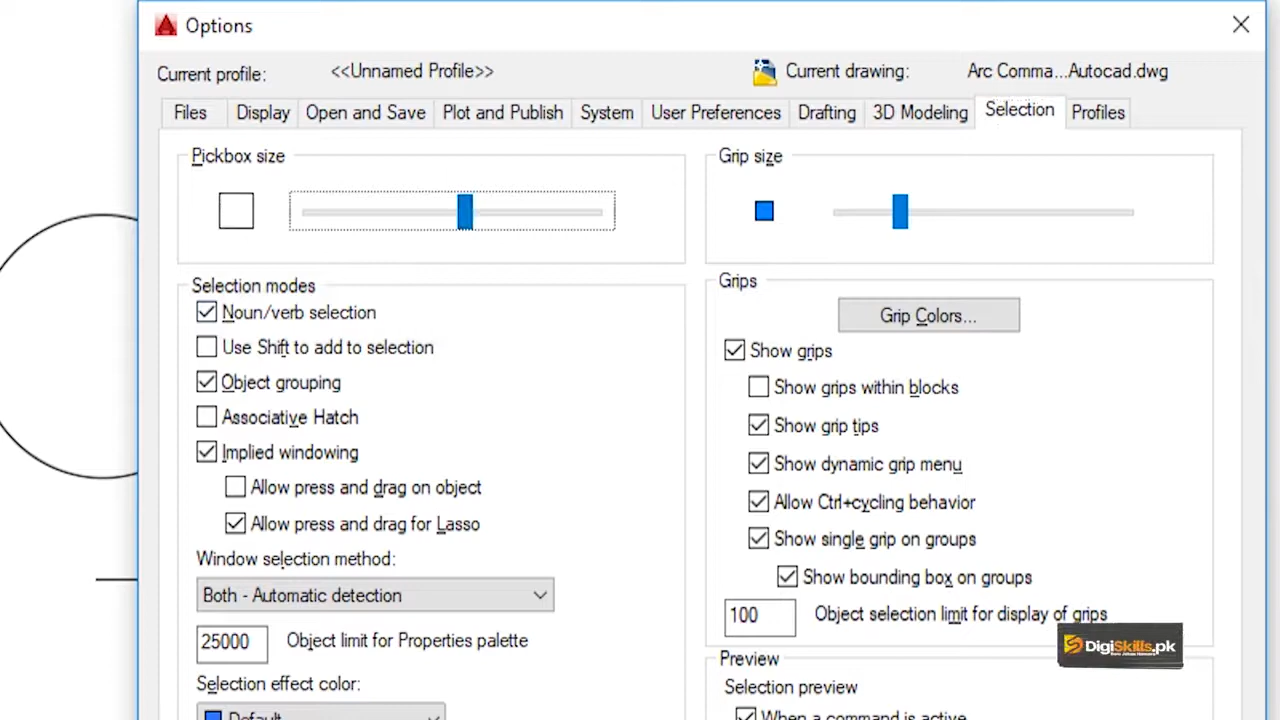 Options
Current profile:
<<Unnamed Profile>>
Current drawing:
Arc Comma...Autocad.dwg
Files
Display
Open and Save
Plot and Publish
System
User Preferences
Drafting
3D Modeling
Selection
Profiles
Pickbox size
Selection modes
Noun/verb selection
Use Shift to add to selection
Object grouping
Associative Hatch
Implied windowing
Allow press and drag on object
Allow press and drag for Lasso
Window selection method:
Both - Automatic detection
25000
Object limit for Properties palette
Selection effect color:
Default
Grip size
Grips
Grip Colors...
Show grips
Show grips within blocks
Show grip tips
Show dynamic grip menu
Allow Ctrl+cycling behavior
Show single grip on groups
Show bounding box on groups
100
Object selection limit for display of grips
Preview
Selection preview
When a command is active
DigiSkills.pk